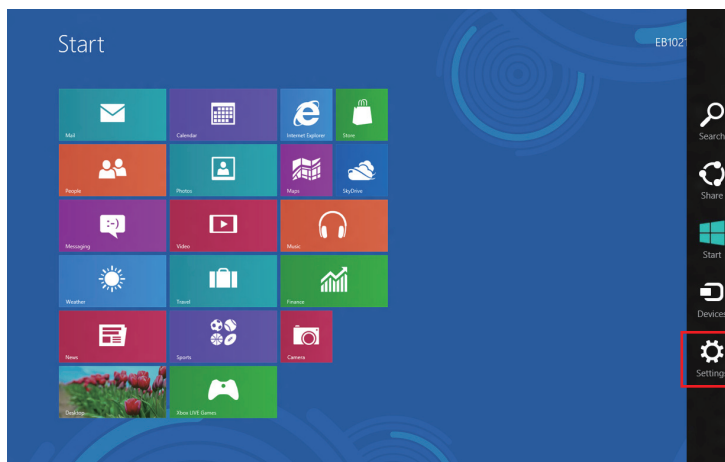 Start
EB1021
Mail
Calendar
Internet Explorer
Store
People
Photos
Maps
SkyDrive
Messaging
Video
Music
Weather
Travel
Finance
News
Sports
Camera
Desktop
Xbox LIVE Games
Search
Share
Start
Devices
Settings